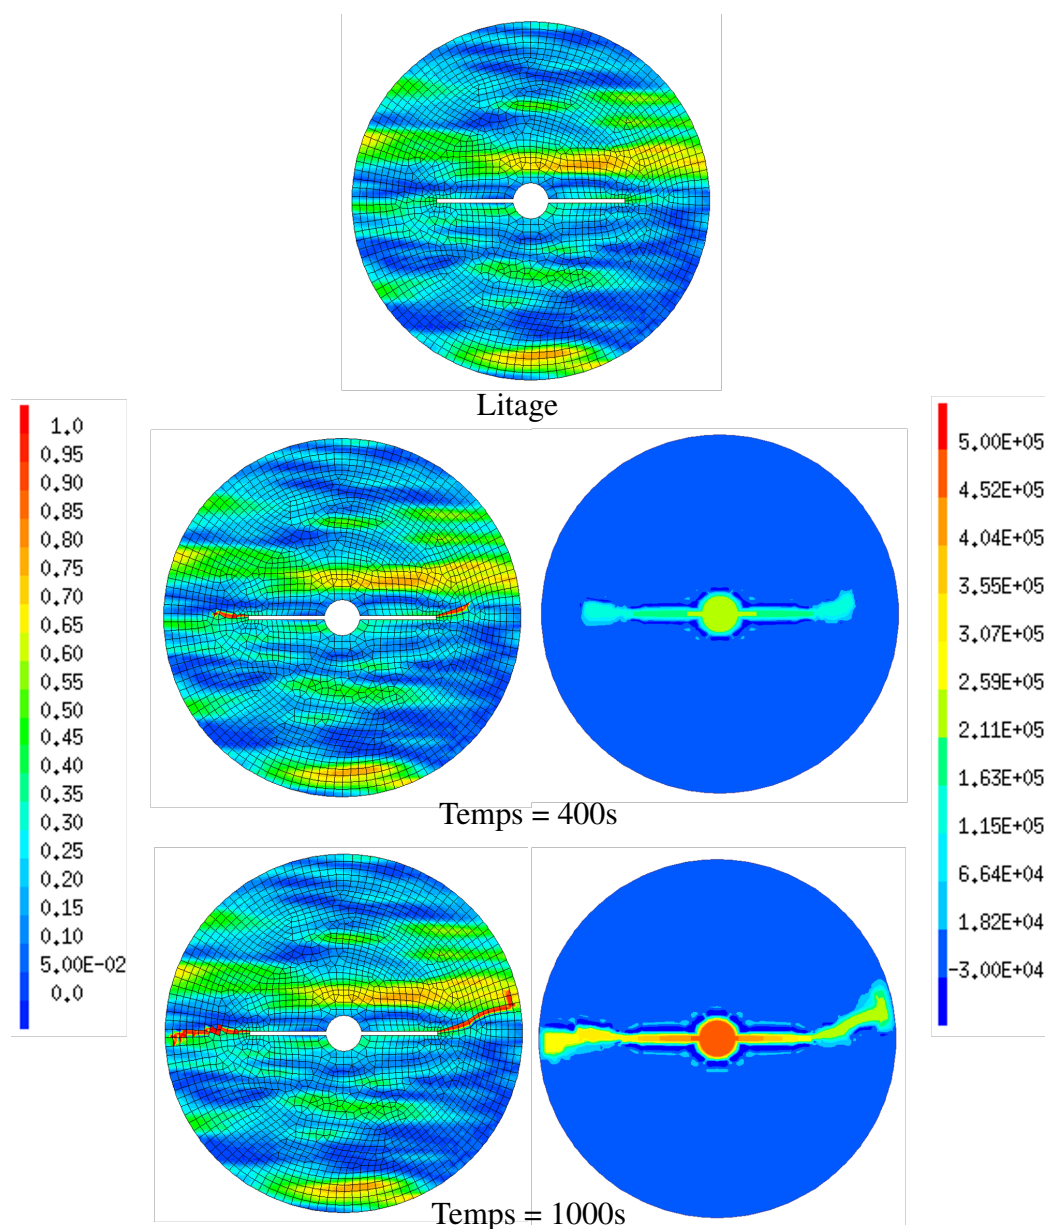 Litage
1.0
0.95
0.90
0.85
0.80
0.75
0.70
0.65
0.60
0.55
0.50
0.45
0.40
0.35
0.30
0.25
0.20
0.15
0.10
5.00E-02
0.0
5.00E+05
4.52E+05
4.04E+05
3.55E+05
3.07E+05
2.59E+05
2.11E+05
1.63E+05
1.15E+05
6.64E+04
1.82E+04
-3.00E+04
Temps = 400s
Temps = 1000s